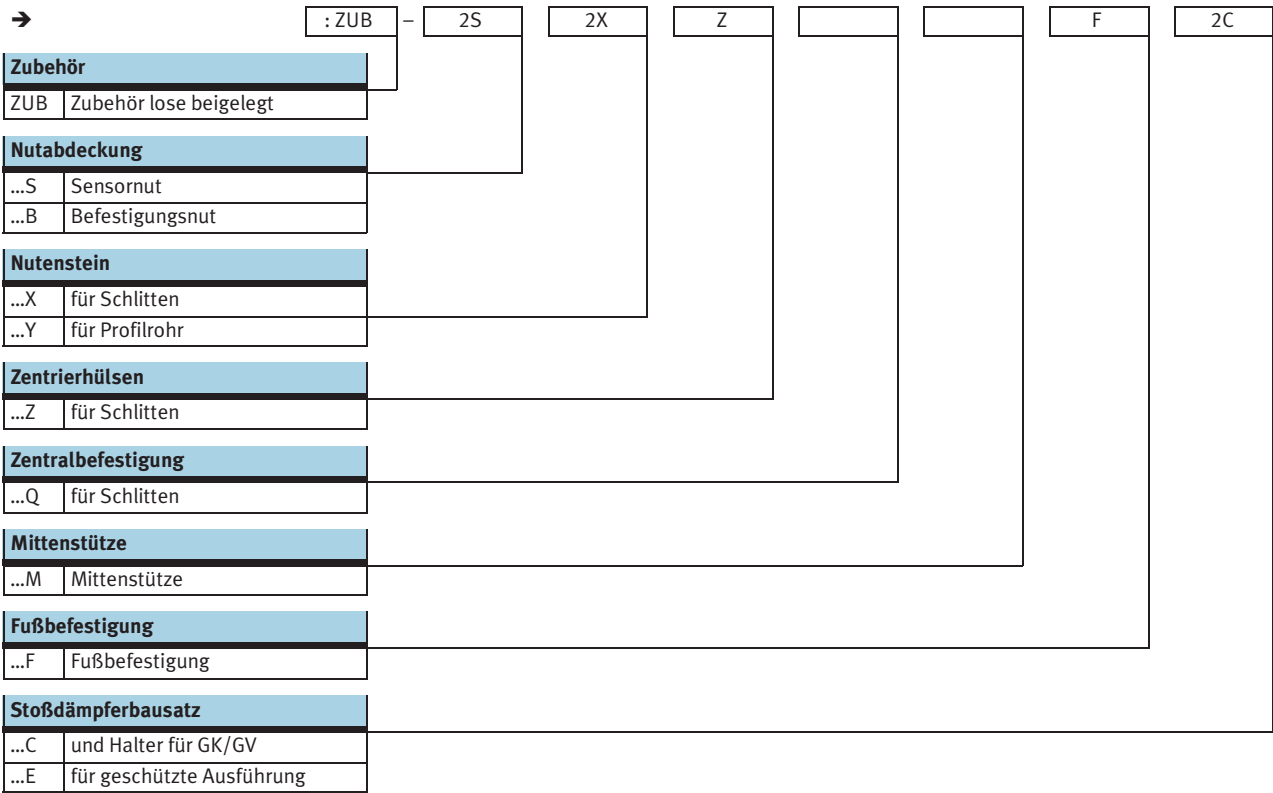 ➔ : ZUB – 2S 2X Z F 2C
Zubehör
ZUB Zubehör lose beigelegt
Nutabdeckung
...S Sensornut
...B Befestigungsnut
Nutenstein
...X für Schlitten
...Y für Profilrohr
Zentrierhülsen
...Z für Schlitten
Zentralbefestigung
...Q für Schlitten
Mittenstütze
...M Mittenstütze
Fußbefestigung
...F Fußbefestigung
Stoßdämpferbausatz
...C und Halter für GK/GV
...E für geschützte Ausführung